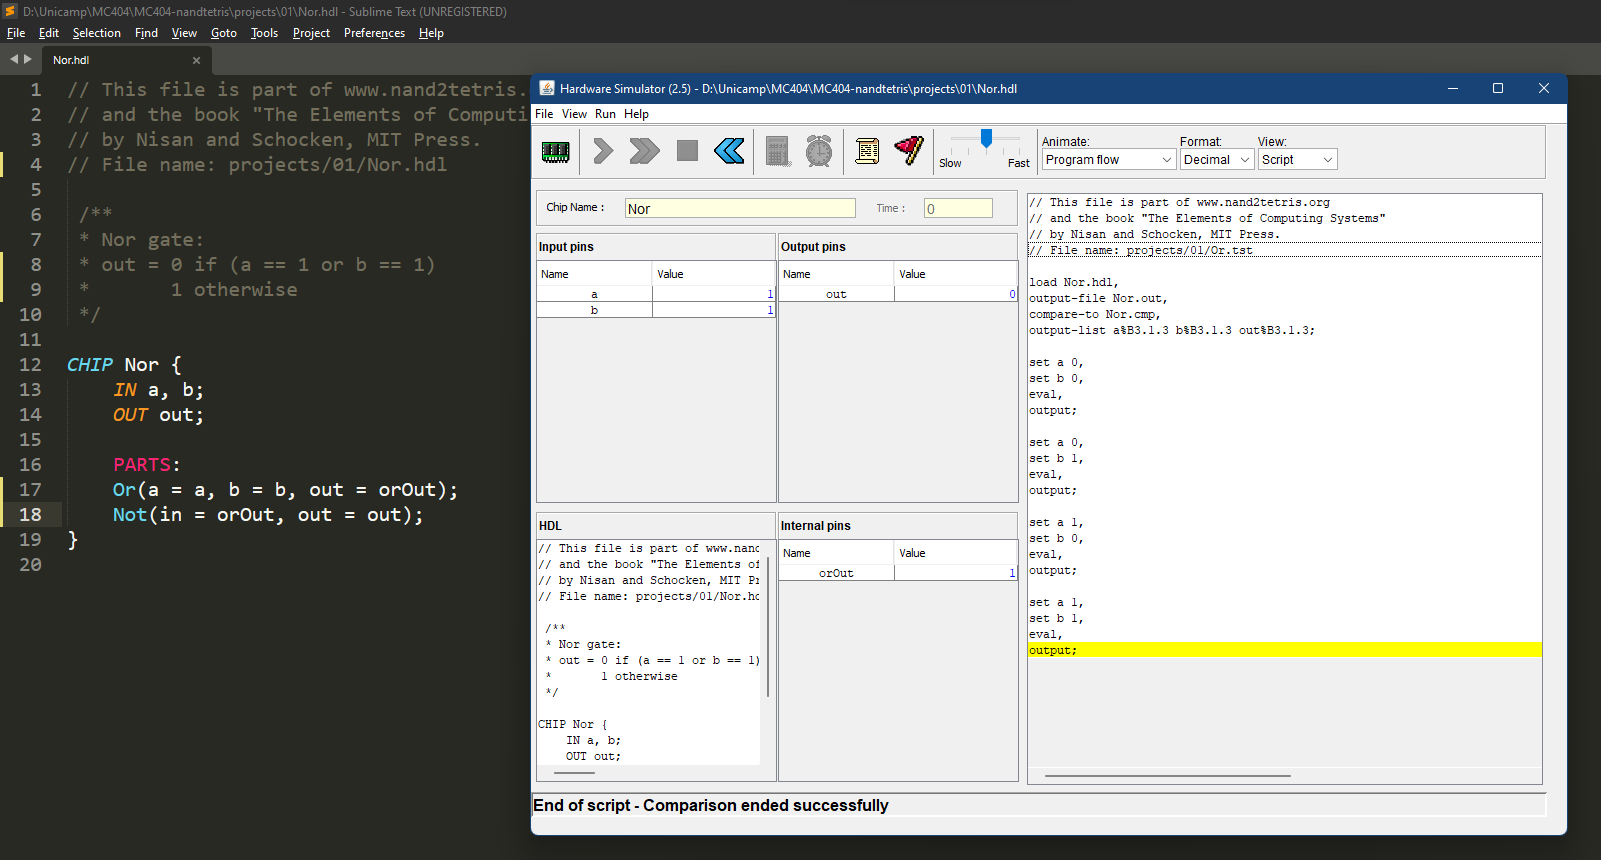 D:\Unicamp\MC404\MC404-nandtetris\projects\01\Nor.hdl - Sublime Text (UNREGISTERED)
File Edit Selection Find View Goto Tools Project Preferences Help
Nor.hdl ×
1 // This file is part of www.nand2tetris.
2 // and the book "The Elements of Computi
3 // by Nisan and Schocken, MIT Press.
4 // File name: projects/01/Nor.hdl
5
6 /**
7 * Nor gate:
8 * out = 0 if (a == 1 or b == 1)
9 * 1 otherwise
10 */
11
12 CHIP Nor {
13 IN a, b;
14 OUT out;
15
16 PARTS:
17 Or(a = a, b = b, out = orOut);
18 Not(in = orOut, out = out);
19 }
20
Hardware Simulator (2.5) - D:\Unicamp\MC404\MC404-nandtetris\projects\01\Nor.hdl
File View Run Help
Slow Fast
Animate: Format: View:
Program flow Decimal Script
Chip Name : Nor Time : 0
Input pins
Name Value
a 1
b 1
Output pins
Name Value
out 0
HDL
// This file is part of www.nand
// and the book "The Elements of
// by Nisan and Schocken, MIT Pr
// File name: projects/01/Nor.hd
/**
* Nor gate:
* out = 0 if (a == 1 or b == 1)
* 1 otherwise
*/
CHIP Nor {
IN a, b;
OUT out;
Internal pins
Name Value
orOut 1
// This file is part of www.nand2tetris.org
// and the book "The Elements of Computing Systems"
// by Nisan and Schocken, MIT Press.
// File name: projects/01/Or.tst
load Nor.hdl,
output-file Nor.out,
compare-to Nor.cmp,
output-list a%B3.1.3 b%B3.1.3 out%B3.1.3;
set a 0,
set b 0,
eval,
output;
set a 0,
set b 1,
eval,
output;
set a 1,
set b 0,
eval,
output;
set a 1,
set b 1,
eval,
output;
End of script - Comparison ended successfully